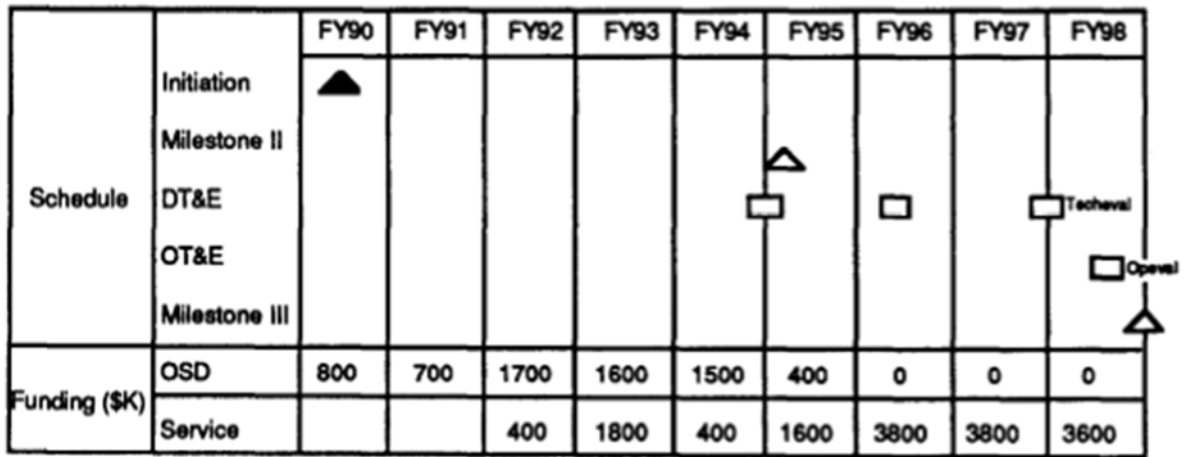 FY90 FY91 FY92 FY93 FY94 FY95 FY96 FY97 FY98
Initiation
Milestone II
Schedule DT&E Techeval
OT&E Opeval
Milestone III
OSD 800 700 1700 1600 1500 400 0 0 0
Funding ($K)
Service 400 1800 400 1600 3800 3800 3600